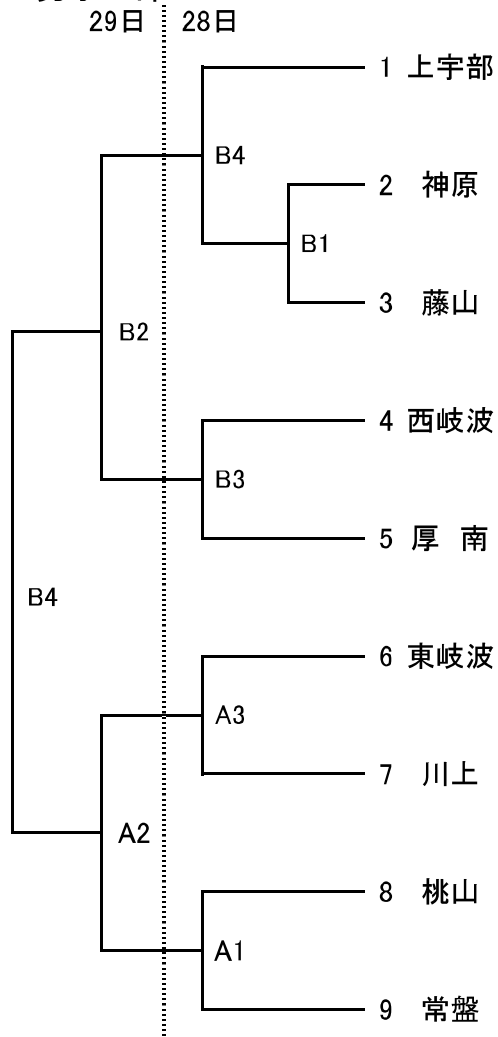 29日 28日
1 上宇部
B4
2 神原
B1
3 藤山
B2
4 西岐波
B3
5 厚 南
B4
6 東岐波
A3
7 川上
A2
8 桃山
A1
9 常盤